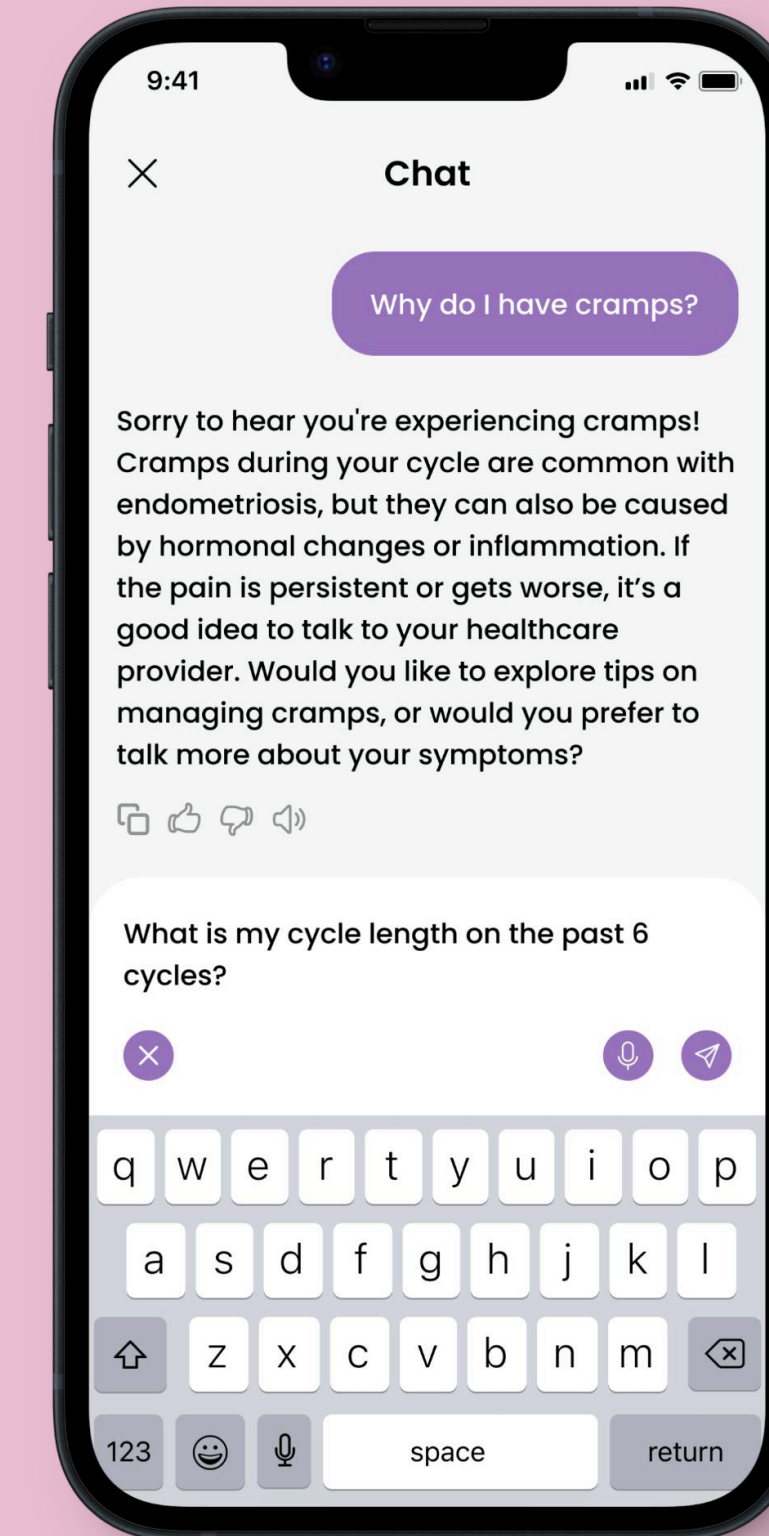 9:41
Chat
Why do I have cramps?
Sorry to hear you're experiencing cramps!
Cramps during your cycle are common with
endometriosis, but they can also be caused
by hormonal changes or inflammation. If
the pain is persistent or gets worse, it’s a
good idea to talk to your healthcare
provider. Would you like to explore tips on
managing cramps, or would you prefer to
talk more about your symptoms?
What is my cycle length on the past 6
cycles?
q w e r t y u i o p
a s d f g h j k l
z x c v b n m
123 space return